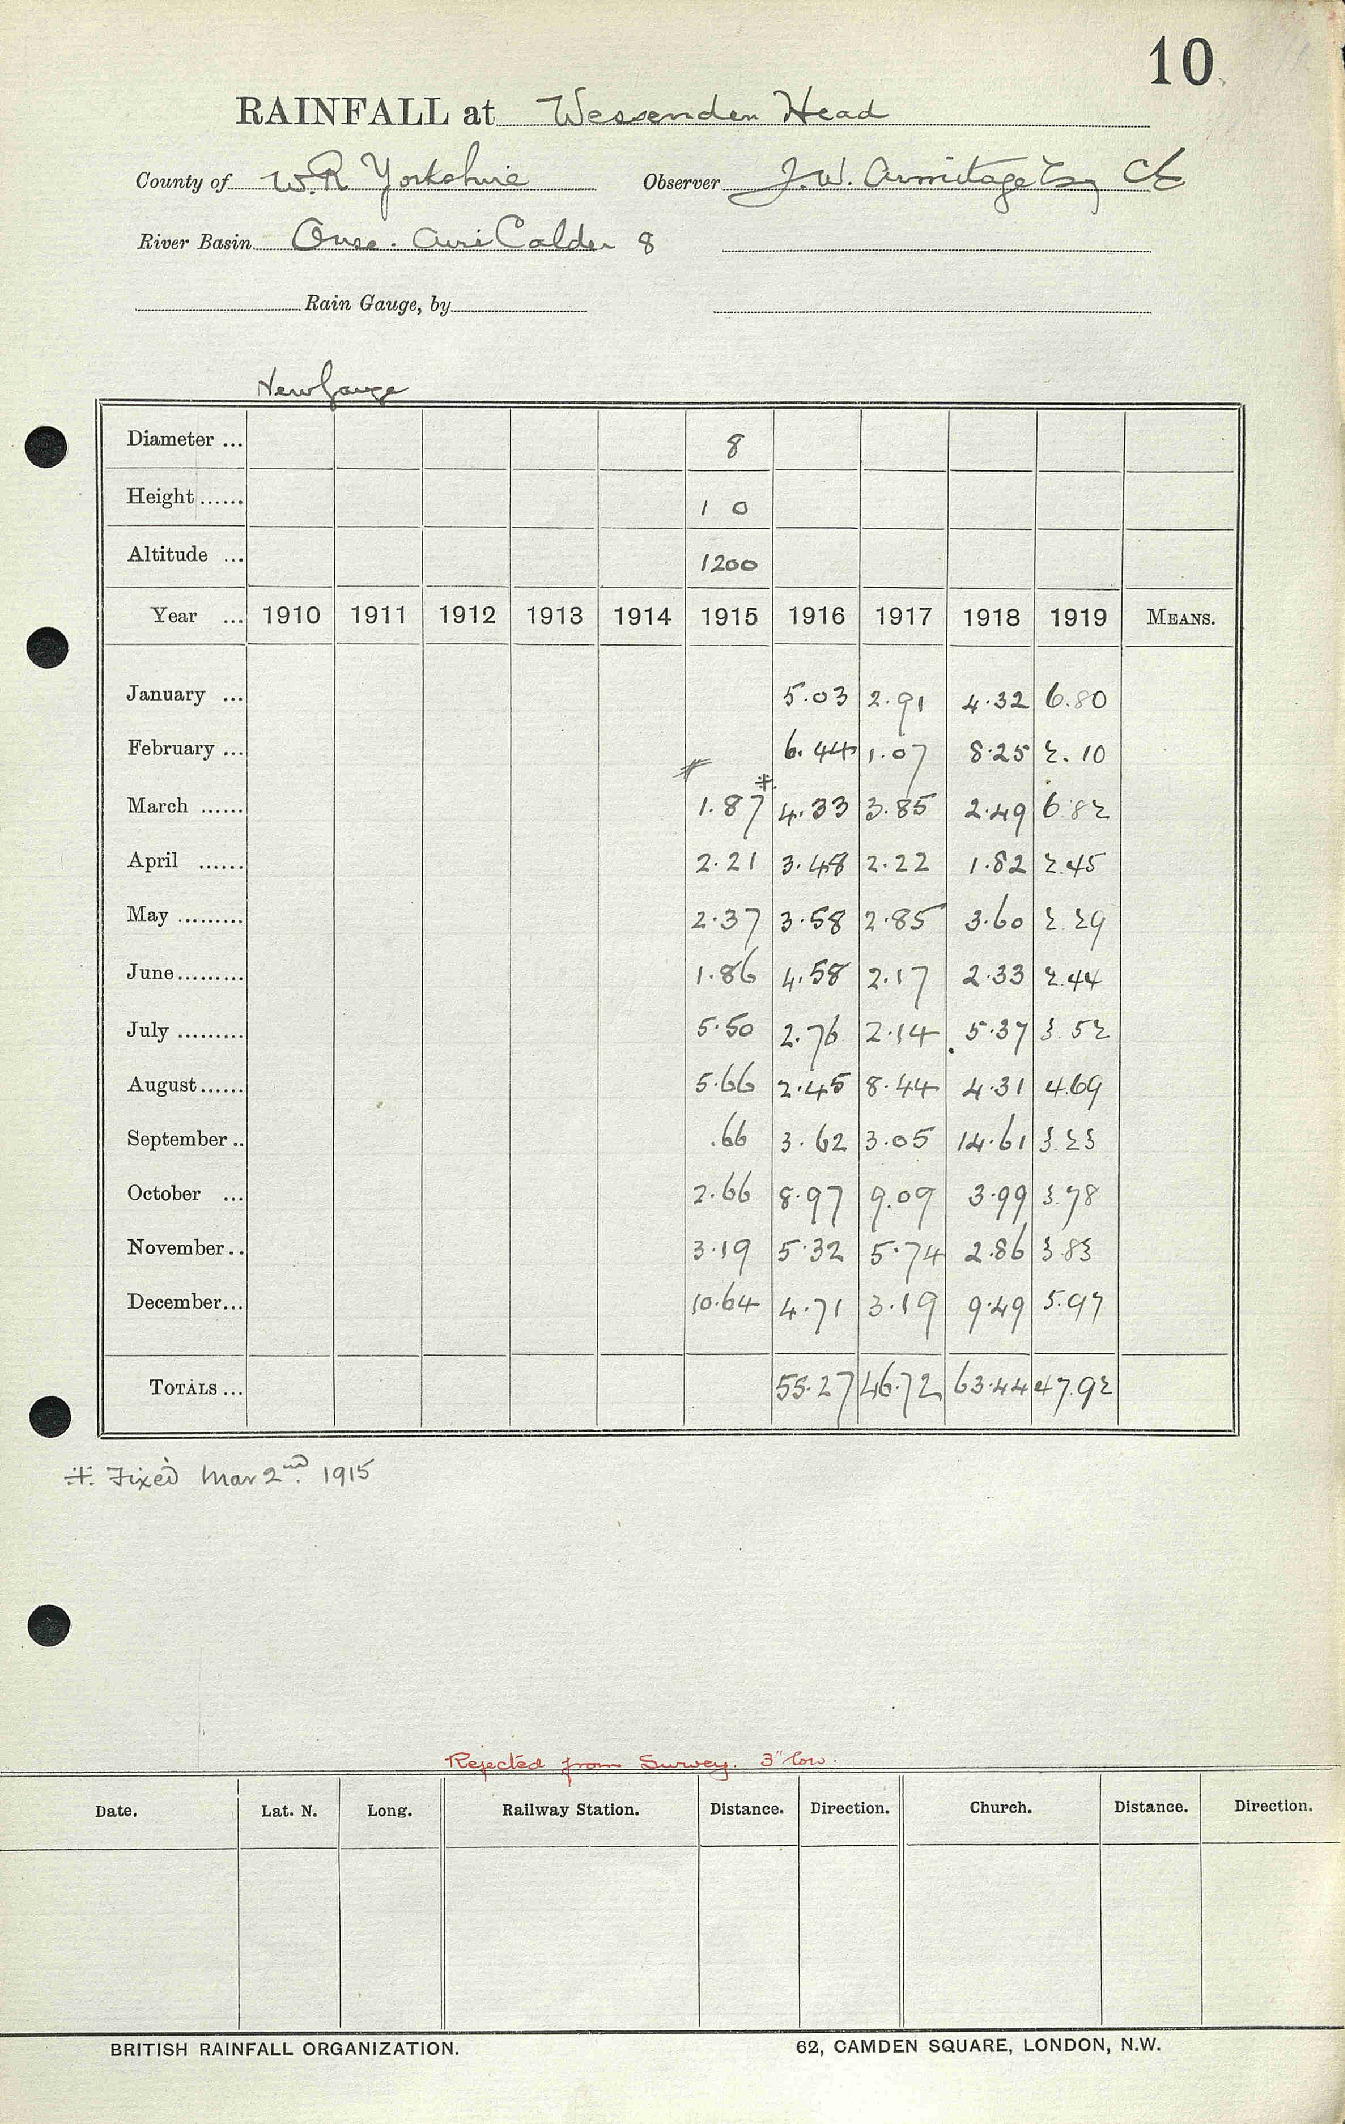 10
RAINFALL at Wessenden Head
County of W.R Yorkshire Observer J.W. Armitage Esq CE
River Basin Ouse. Aire Calder 8
Rain Gauge, by
New Gauge
Diameter ... 8
Height ...... 1 0
Altitude ... 1200
Year ... 1910 1911 1912 1913 1914 1915 1916 1917 1918 1919 MEANS.
January ... 5.03 2.91 4.32 6.80
February ... 6.44 1.07 8.25 2.10
March ...... 1.87 4.33 3.85 2.49 6.82
April ...... 2.21 3.48 2.22 1.82 2.45
May ......... 2.37 3.58 2.85 3.60 2.29
June ......... 1.86 4.58 2.17 2.33 2.44
July ......... 5.50 2.76 2.14 5.37 3.52
August ...... 5.66 2.45 8.44 4.31 4.69
September .. .66 3.62 3.05 14.61 3.23
October ... 2.66 8.97 9.09 3.99 3.78
November .. 3.19 5.32 5.74 2.86 3.83
December ... 10.64 4.71 3.19 9.49 5.97
TOTALS ... 55.27 46.72 63.44 47.92
Fixed Mar 2nd. 1915
Rejected from Survey. 3" low.
Date. Lat. N. Long. Railway Station. Distance. Direction. Church. Distance. Direction.
BRITISH RAINFALL ORGANIZATION. 62, CAMDEN SQUARE, LONDON, N.W.